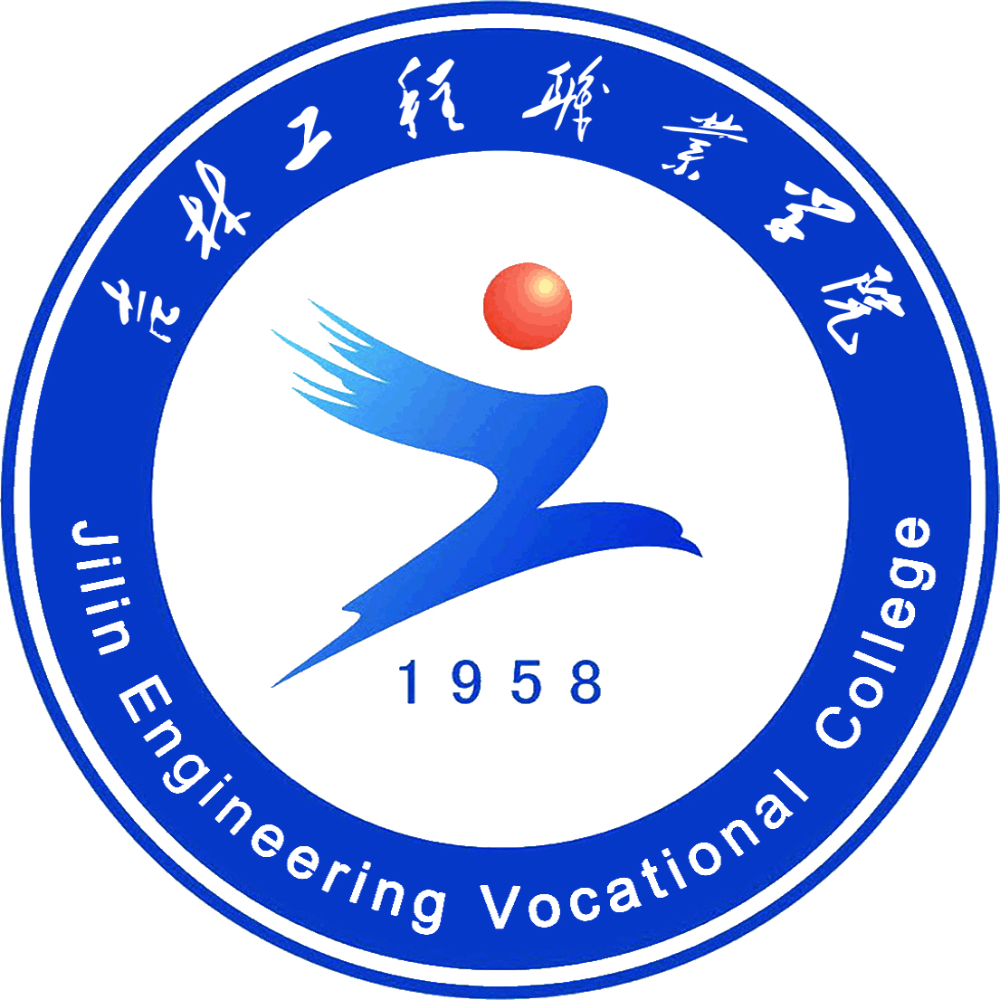 吉林工程职业学院
1958
Jilin Engineering Vocational College